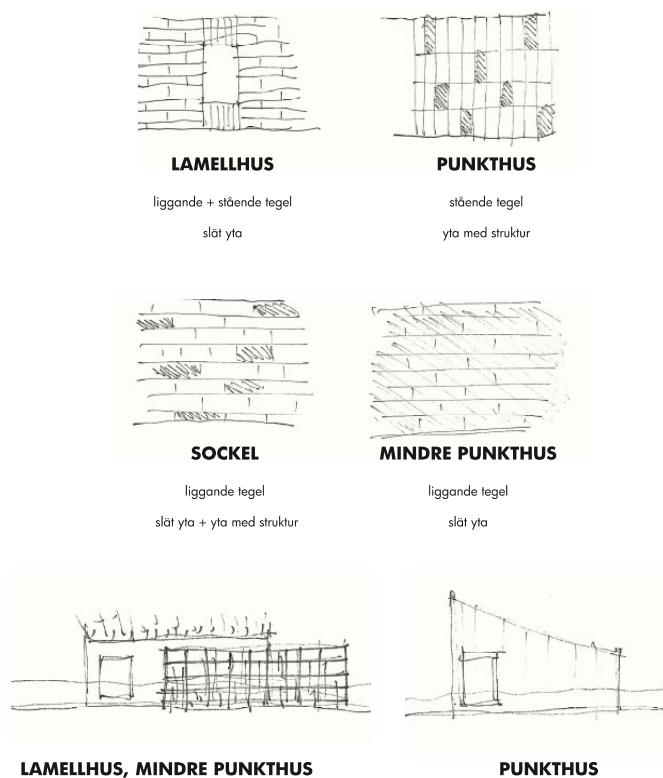 LAMELLHUS
liggande + stående tegel
slät yta
PUNKTHUS
stående tegel
yta med struktur
SOCKEL
liggande tegel
slät yta + yta med struktur
MINDRE PUNKTHUS
liggande tegel
slät yta
LAMELLHUS, MINDRE PUNKTHUS
PUNKTHUS